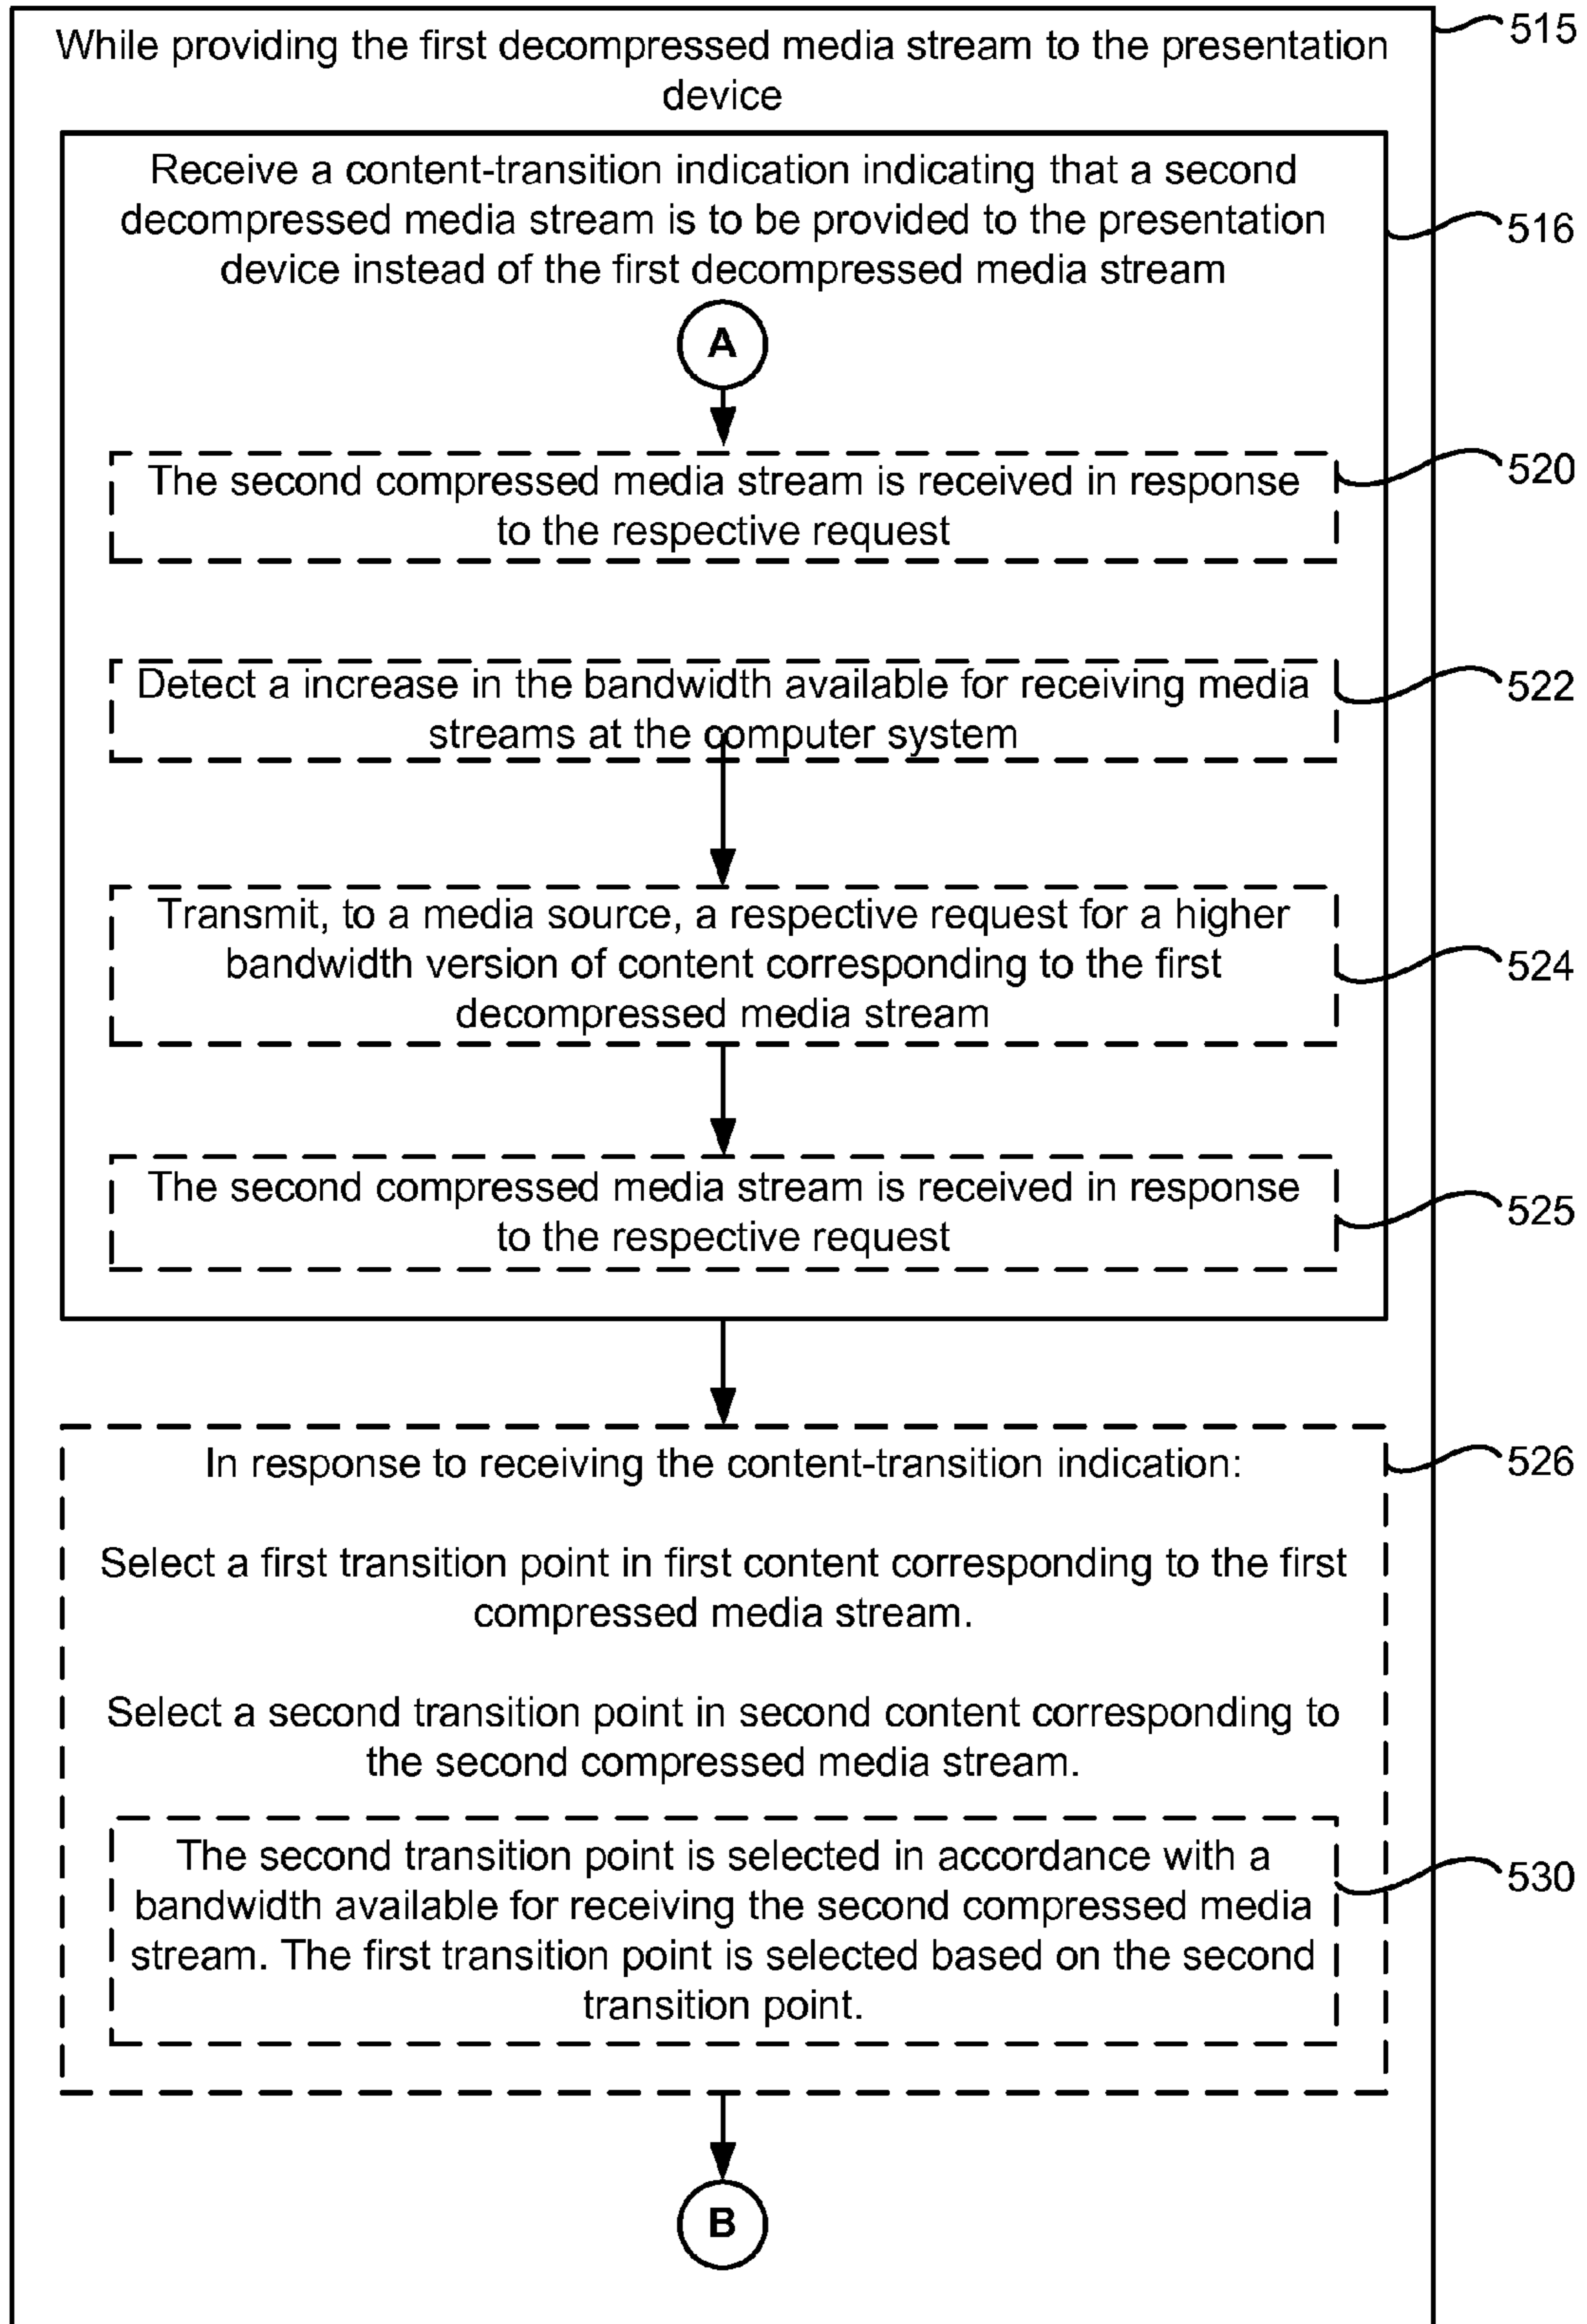 While providing the first decompressed media stream to the presentation
device
515
Receive a content-transition indication indicating that a second
decompressed media stream is to be provided to the presentation
device instead of the first decompressed media stream
516
A
The second compressed media stream is received in response
to the respective request
520
Detect a increase in the bandwidth available for receiving media
streams at the computer system
522
Transmit, to a media source, a respective request for a higher
bandwidth version of content corresponding to the first
decompressed media stream
524
The second compressed media stream is received in response
to the respective request
525
In response to receiving the content-transition indication:
526
Select a first transition point in first content corresponding to the first
compressed media stream.
Select a second transition point in second content corresponding to
the second compressed media stream.
The second transition point is selected in accordance with a
bandwidth available for receiving the second compressed media
stream. The first transition point is selected based on the second
transition point.
530
B